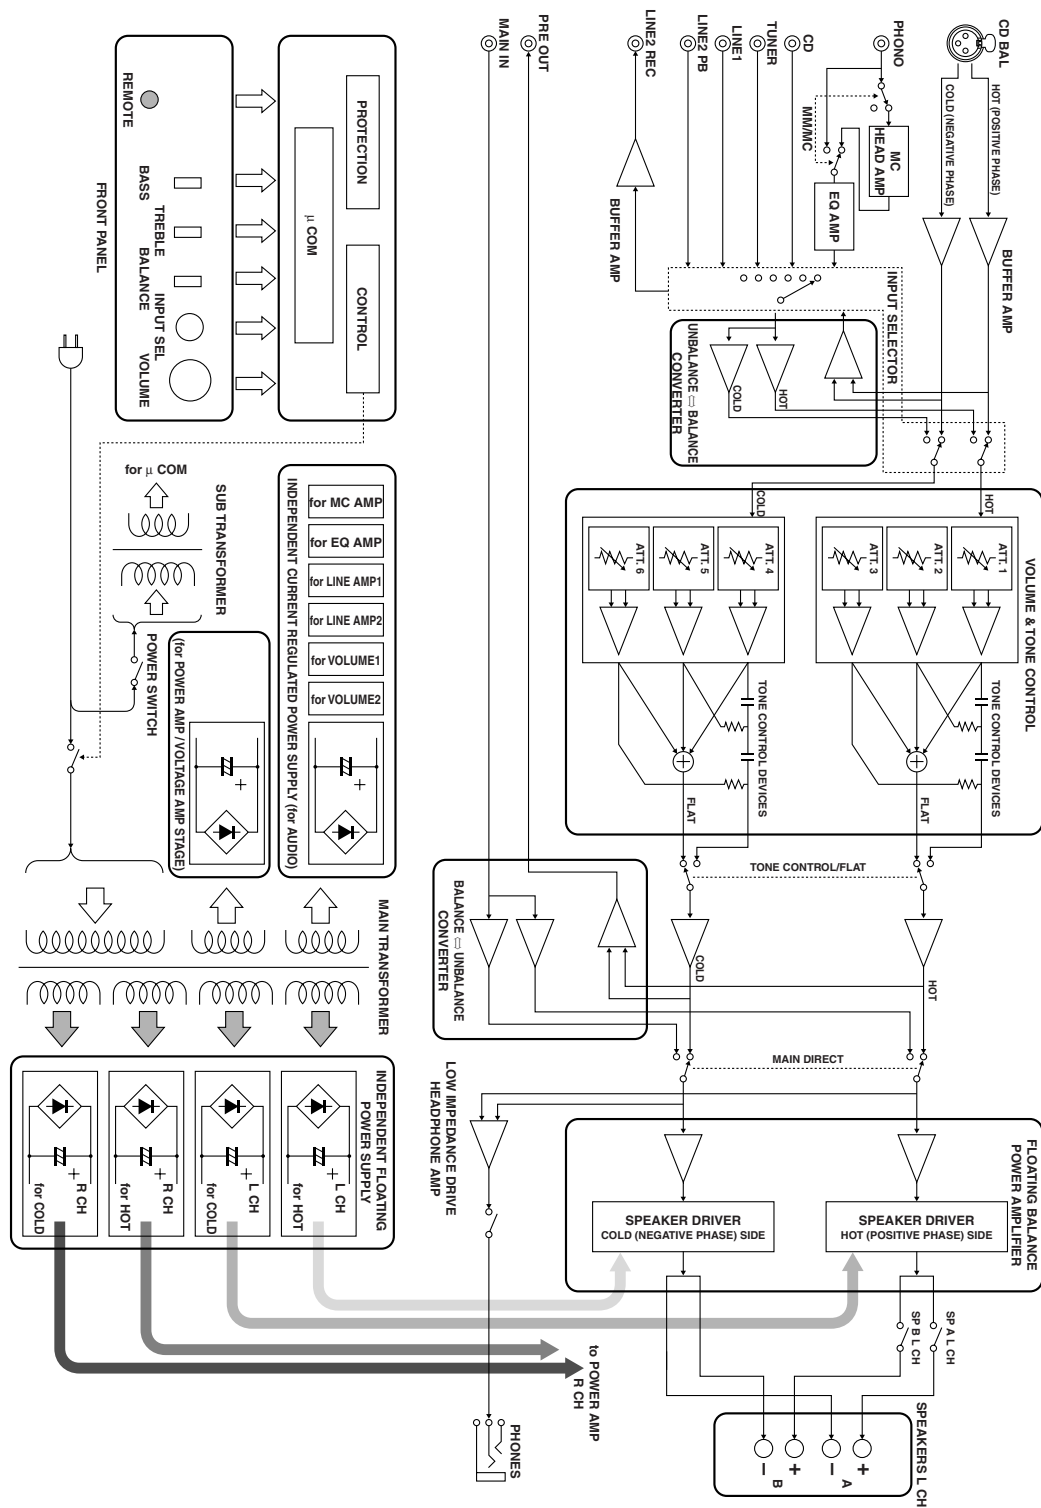 CD BAL
HOT (POSITIVE PHASE)
COLD (NEGATIVE PHASE)
BUFFER AMP
PHONO
MC
HEAD AMP
MM/MC
EQ AMP
CD
TUNER
LINE1
LINE2 PB
LINE2 REC
BUFFER AMP
PRE OUT
MAIN IN
INPUT SELECTOR
UNBALANCE ⇔ BALANCE
CONVERTER
HOT
COLD
VOLUME & TONE CONTROL
HOT
COLD
ATT. 1
ATT. 2
ATT. 3
ATT. 4
ATT. 5
ATT. 6
TONE CONTROL DEVICES
TONE CONTROL DEVICES
+
+
FLAT
FLAT
TONE CONTROL/FLAT
HOT
COLD
BALANCE ⇔ UNBALANCE
CONVERTER
MAIN DIRECT
LOW IMPEDANCE DRIVE
HEADPHONE AMP
FLOATING BALANCE
POWER AMPLIFIER
SPEAKER DRIVER
HOT (POSITIVE PHASE) SIDE
SPEAKER DRIVER
COLD (NEGATIVE PHASE) SIDE
SP A L CH
SP B L CH
SPEAKERS L CH
+
–
A
+
–
B
PHONES
PROTECTION
CONTROL
µ COM
REMOTE
BASS
TREBLE
BALANCE
INPUT SEL
VOLUME
FRONT PANEL
for µ COM
SUB TRANSFORMER
POWER SWITCH
INDEPENDENT CURRENT REGULATED POWER SUPPLY (for AUDIO)
for MC AMP
for EQ AMP
for LINE AMP1
for LINE AMP2
for VOLUME1
for VOLUME2
+
(for POWER AMP / VOLTAGE AMP STAGE)
+
MAIN TRANSFORMER
INDEPENDENT FLOATING
POWER SUPPLY
+
L CH
for HOT
+
L CH
for COLD
+
R CH
for HOT
+
R CH
for COLD
to POWER AMP
R CH